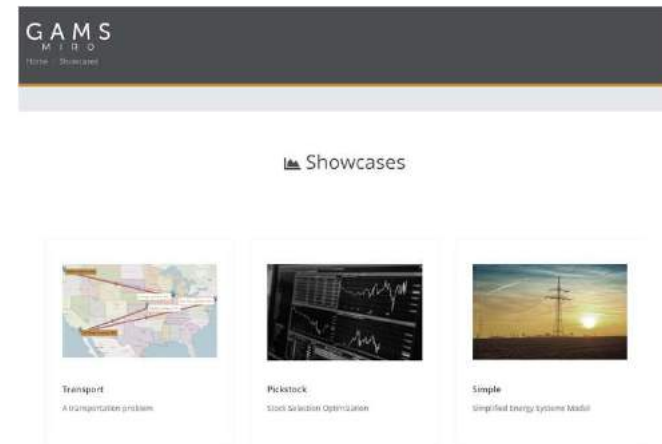 GAMS
MIRO
Home / Showcases
Showcases
Transport
A transportation problem
Pickstock
Stock Selection Optimization
Simple
Simplified Energy Systems Model